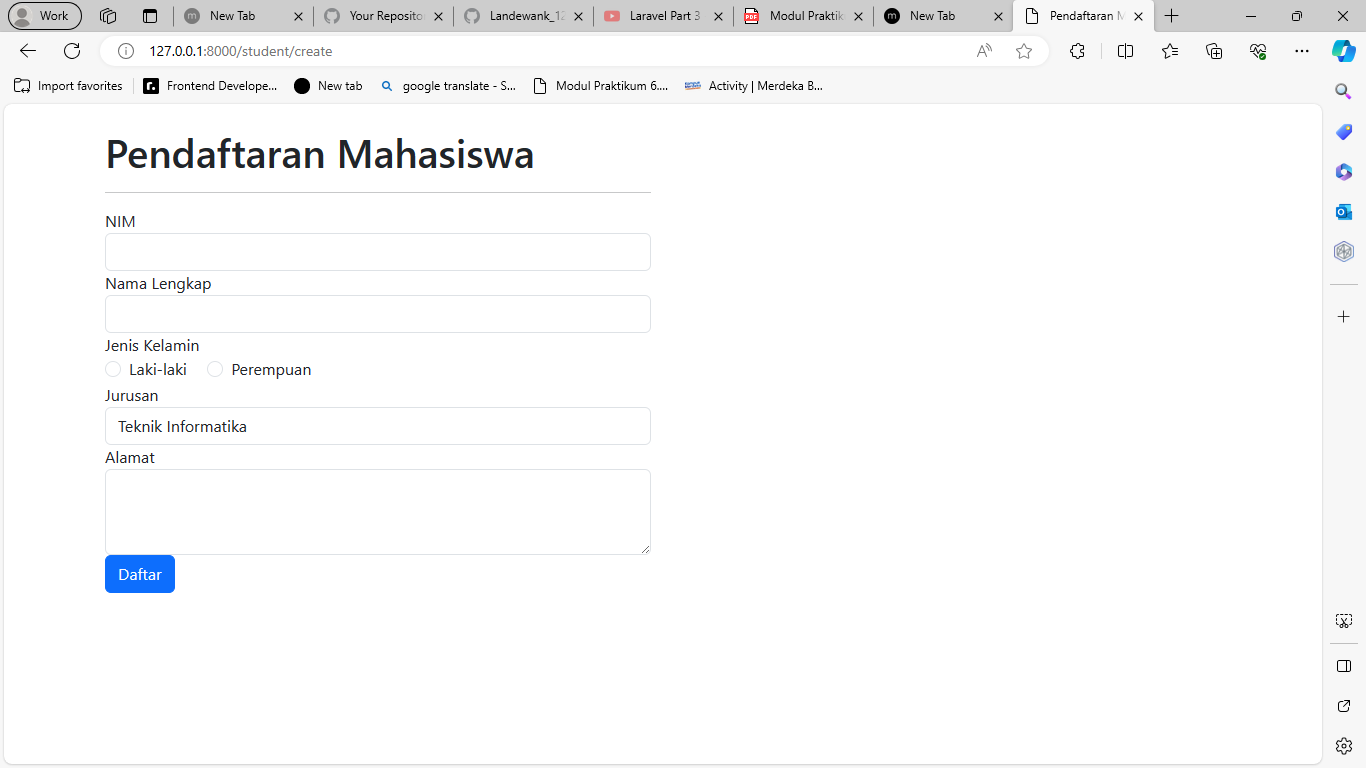 Work
New Tab
Your Reposito
Landewank_12
Laravel Part 3
Modul Praktik
New Tab
Pendaftaran M
127.0.0.1:8000/student/create
Import favorites
Frontend Develope...
New tab
google translate - S...
Modul Praktikum 6....
Activity | Merdeka B...
Pendaftaran Mahasiswa
NIM
Nama Lengkap
Jenis Kelamin
Laki-laki Perempuan
Jurusan
Teknik Informatika
Alamat
Daftar